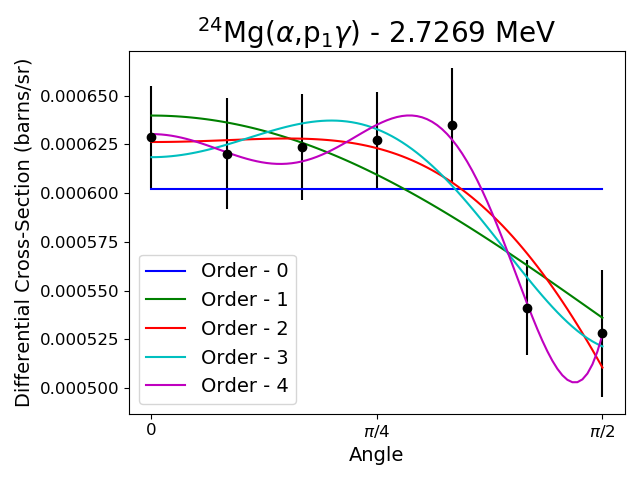 ²⁴Mg(α,p₁γ) - 2.7269 MeV
Differential Cross-Section (barns/sr)
0.000650
0.000625
0.000600
0.000575
0.000550
0.000525
0.000500
Order - 0
Order - 1
Order - 2
Order - 3
Order - 4
0 π/4 π/2
Angle